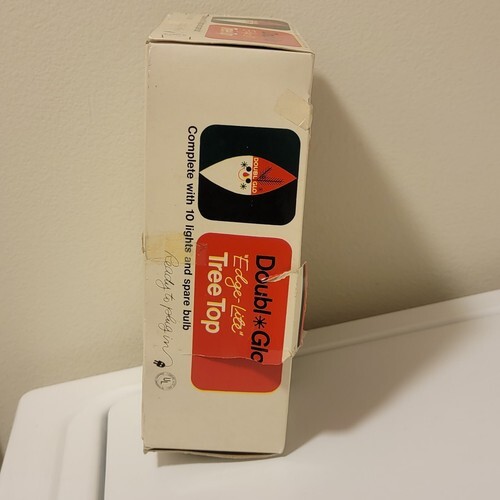 DOUBL GLO
Doubl*Glo
"Edge-Lite"
Tree Top
Complete with 10 lights and spare bulb
Ready to plug in
UL